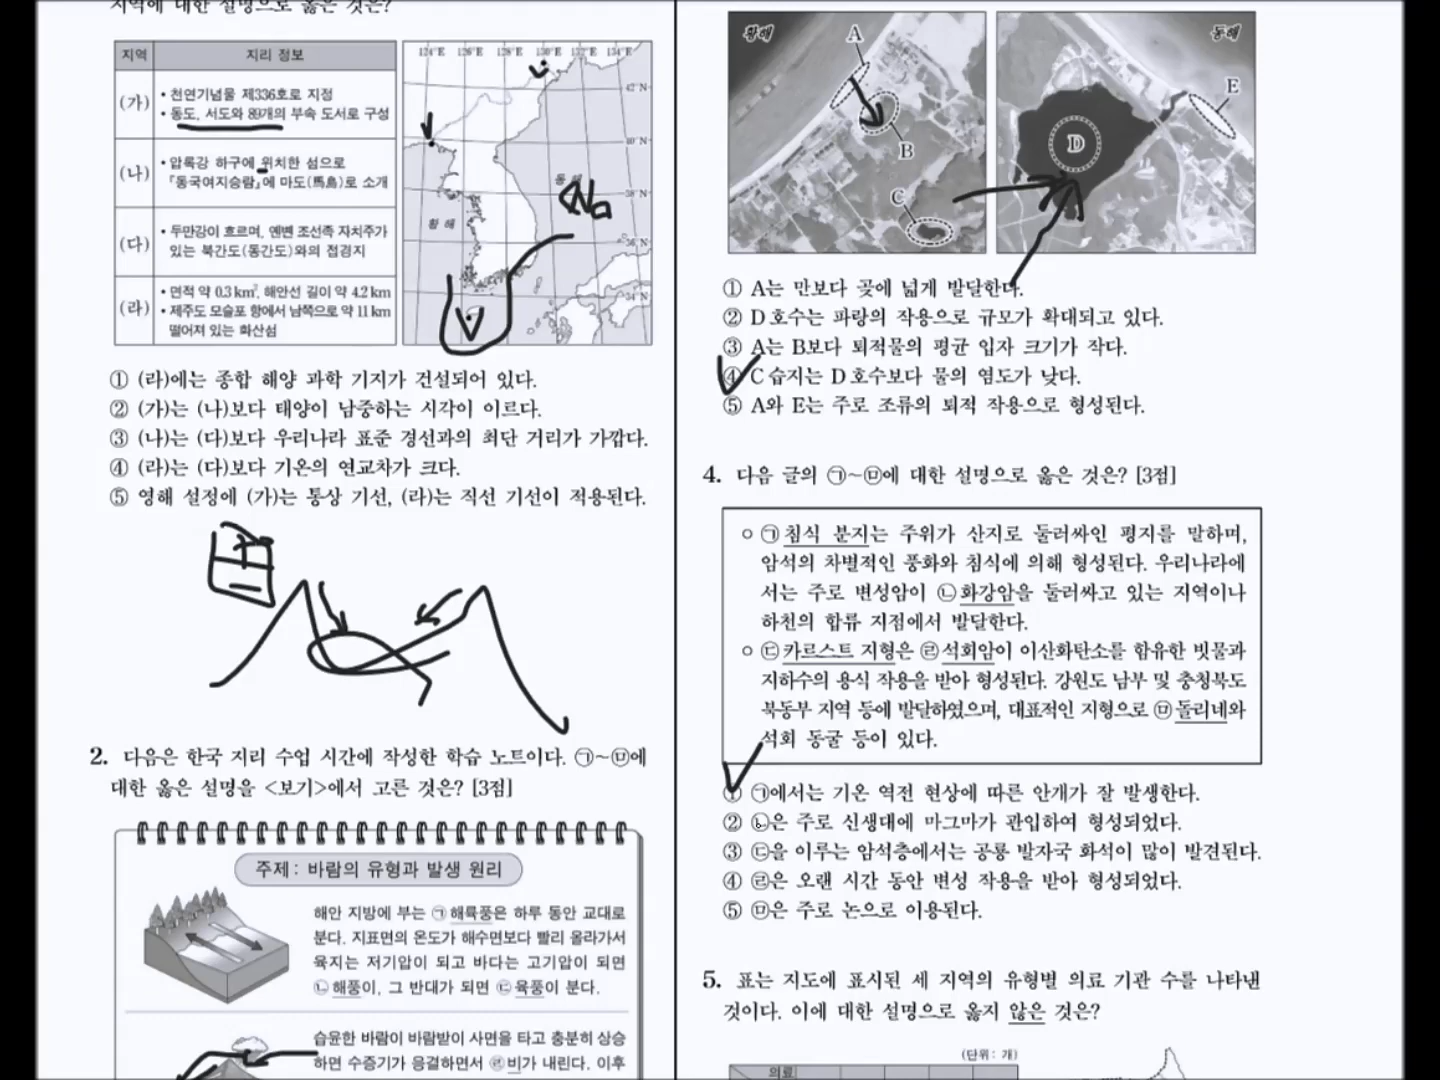 지역에 대한 설명으로 옳은 것은?
지역 지리 정보
(가) • 천연기념물 제336호로 지정
• 동도, 서도와 89개의 부속 도서로 구성
(나) • 압록강 하구에 위치한 섬으로
『동국여지승람』에 마도(馬島)로 소개
(다) • 두만강이 흐르며, 옌볜 조선족 자치주가
있는 북간도(동간도)와의 접경지
(라) • 면적 약 0.3km², 해안선 길이 약 4.2km
• 제주도 모슬포 항에서 남쪽으로 약 11km
떨어져 있는 화산섬
124°E 126°E 128°E 130°E 132°E 134°E
42°N
40°N
38°N
36°N
34°N
황 해
동
① (라)에는 종합 해양 과학 기지가 건설되어 있다.
② (가)는 (나)보다 태양이 남중하는 시각이 이르다.
③ (나)는 (다)보다 우리나라 표준 경선과의 최단 거리가 가깝다.
④ (라)는 (다)보다 기온의 연교차가 크다.
⑤ 영해 설정에 (가)는 통상 기선, (라)는 직선 기선이 적용된다.
2. 다음은 한국 지리 수업 시간에 작성한 학습 노트이다. ㉠~㉤에
대한 옳은 설명을 <보기>에서 고른 것은? [3점]
주제 : 바람의 유형과 발생 원리
해안 지방에 부는 ㉠해륙풍은 하루 동안 교대로
분다. 지표면의 온도가 해수면보다 빨리 올라가서
육지는 저기압이 되고 바다는 고기압이 되면
㉡해풍이, 그 반대가 되면 ㉢육풍이 분다.
습윤한 바람이 바람받이 사면을 타고 충분히 상승
하면 수증기가 응결하면서 ㉣비가 내린다. 이후
황해 A B C
동해 D E
① A는 만보다 곶에 넓게 발달한다.
② D 호수는 파랑의 작용으로 규모가 확대되고 있다.
③ A는 B보다 퇴적물의 평균 입자 크기가 작다.
④ C 습지는 D 호수보다 물의 염도가 낮다.
⑤ A와 E는 주로 조류의 퇴적 작용으로 형성된다.
4. 다음 글의 ㉠~㉤에 대한 설명으로 옳은 것은? [3점]
○ ㉠침식 분지는 주위가 산지로 둘러싸인 평지를 말하며,
암석의 차별적인 풍화와 침식에 의해 형성된다. 우리나라에
서는 주로 변성암이 ㉡화강암을 둘러싸고 있는 지역이나
하천의 합류 지점에서 발달한다.
○ ㉢카르스트 지형은 ㉣석회암이 이산화탄소를 함유한 빗물과
지하수의 용식 작용을 받아 형성된다. 강원도 남부 및 충청북도
북동부 지역 등에 발달하였으며, 대표적인 지형으로 ㉤돌리네와
석회 동굴 등이 있다.
① ㉠에서는 기온 역전 현상에 따른 안개가 잘 발생한다.
② ㉡은 주로 신생대에 마그마가 관입하여 형성되었다.
③ ㉢을 이루는 암석층에서는 공룡 발자국 화석이 많이 발견된다.
④ ㉣은 오랜 시간 동안 변성 작용을 받아 형성되었다.
⑤ ㉤은 주로 논으로 이용된다.
5. 표는 지도에 표시된 세 지역의 유형별 의료 기관 수를 나타낸
것이다. 이에 대한 설명으로 옳지 않은 것은?
(단위 : 개)
의료